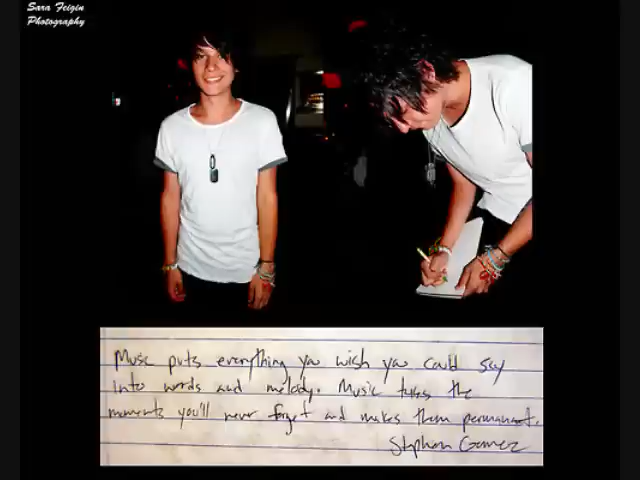 Sara Feigin
Photography
Music puts everything you wish you could say
into words and melody. Music takes the
moments you'll never forget and makes them permanent.
Stephen Gomez